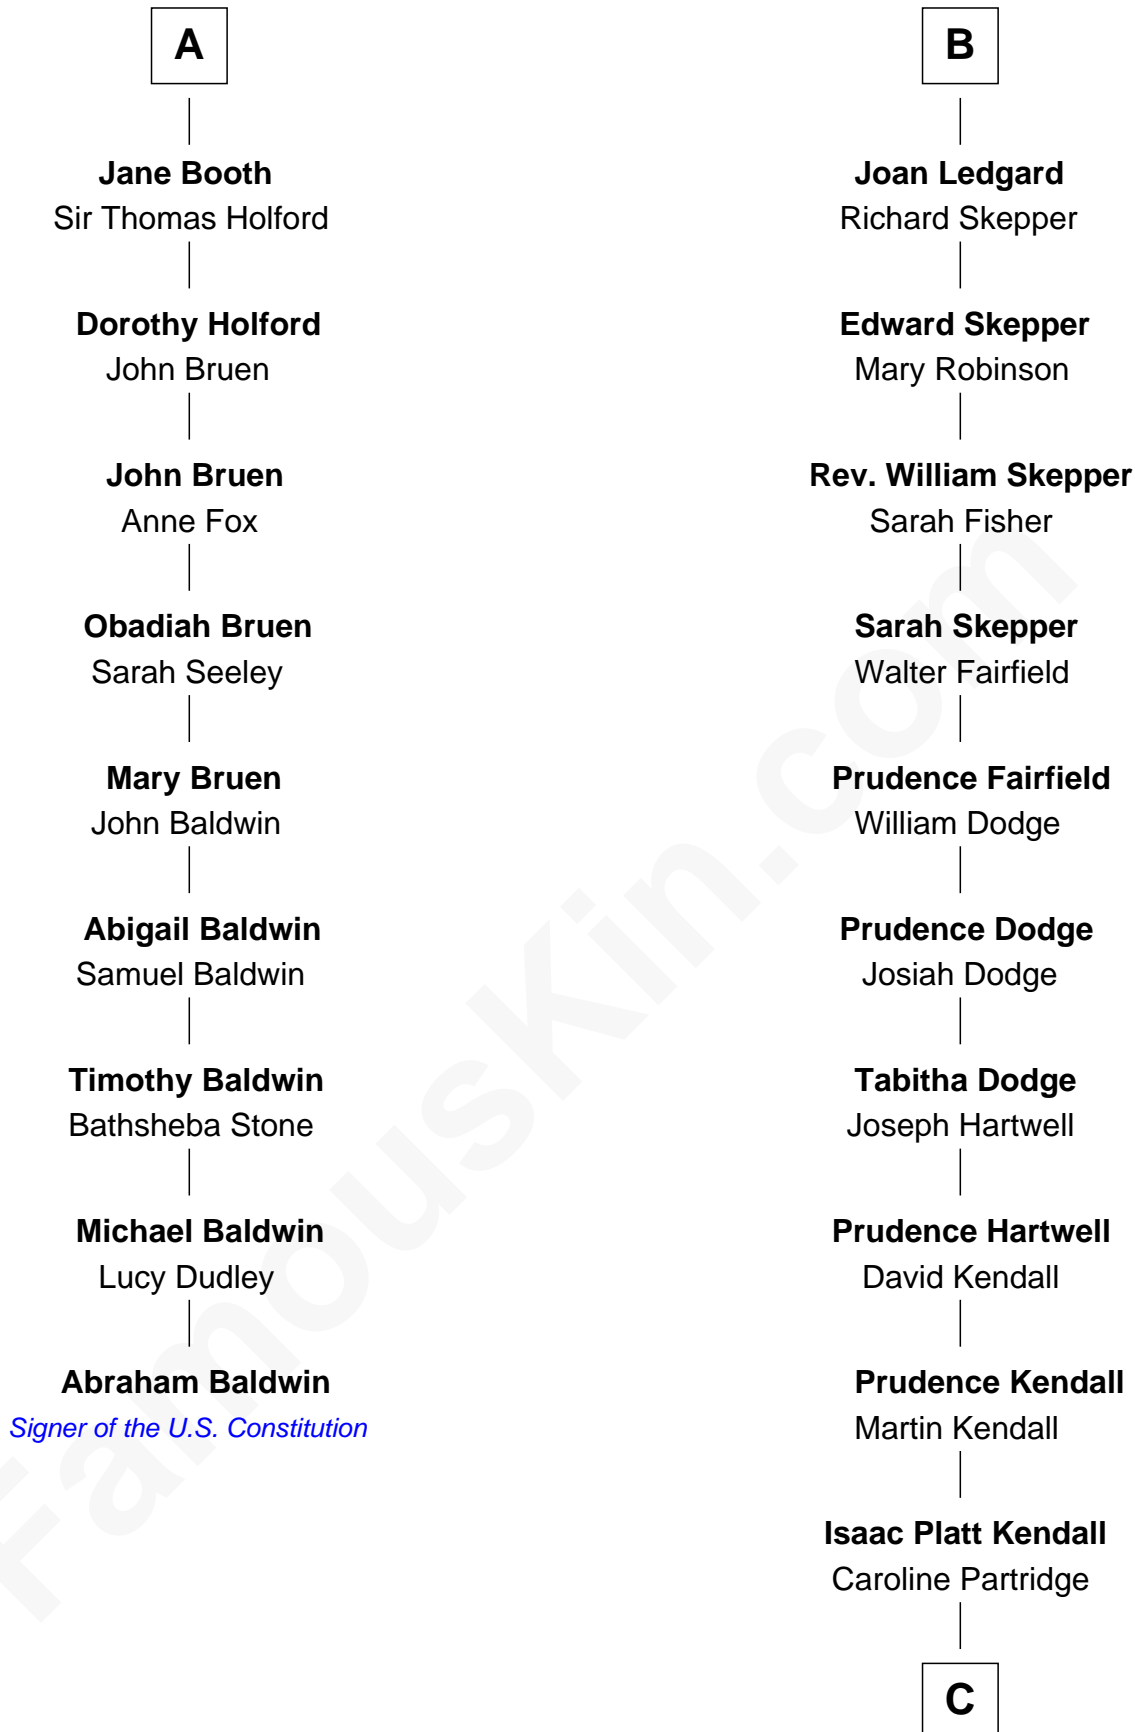 A
Jane Booth
Sir Thomas Holford
Dorothy Holford
John Bruen
John Bruen
Anne Fox
Obadiah Bruen
Sarah Seeley
Mary Bruen
John Baldwin
Abigail Baldwin
Samuel Baldwin
Timothy Baldwin
Bathsheba Stone
Michael Baldwin
Lucy Dudley
Abraham Baldwin
Signer of the U.S. Constitution
B
Joan Ledgard
Richard Skepper
Edward Skepper
Mary Robinson
Rev. William Skepper
Sarah Fisher
Sarah Skepper
Walter Fairfield
Prudence Fairfield
William Dodge
Prudence Dodge
Josiah Dodge
Tabitha Dodge
Joseph Hartwell
Prudence Hartwell
David Kendall
Prudence Kendall
Martin Kendall
Isaac Platt Kendall
Caroline Partridge
C
FamousKin.com